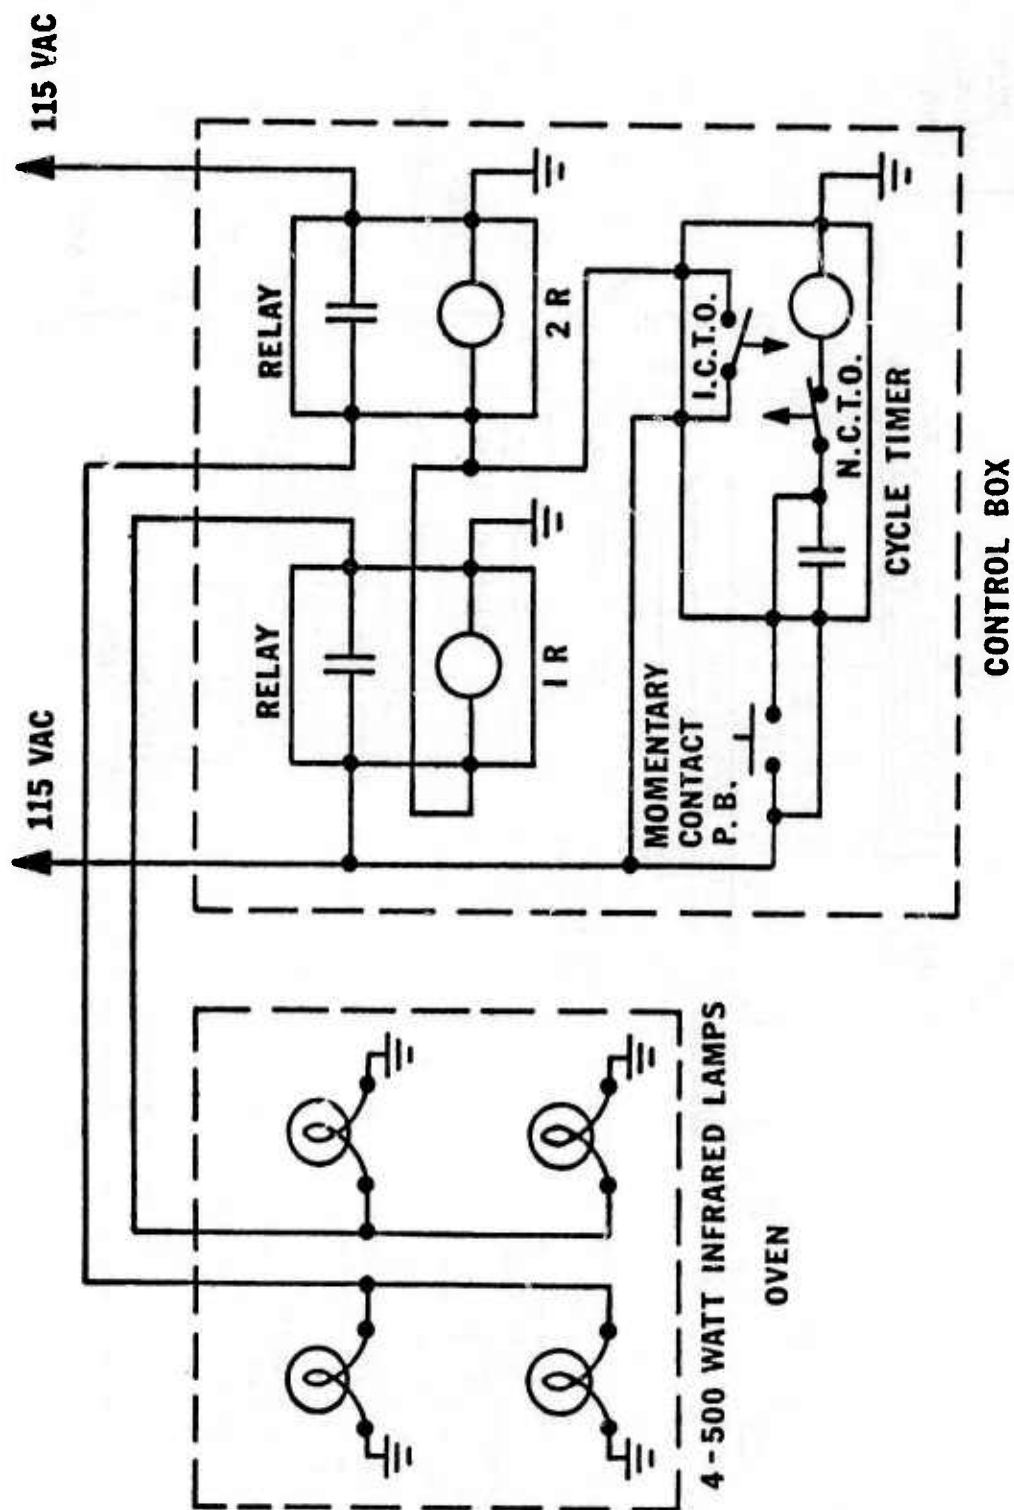 115 VAC
115 VAC
RELAY
2 R
RELAY
1 R
I.C.T.O.
N.C.T.O.
CYCLE TIMER
MOMENTARY
CONTACT
P. B.
CONTROL BOX
4-500 WATT INFRARED LAMPS
OVEN